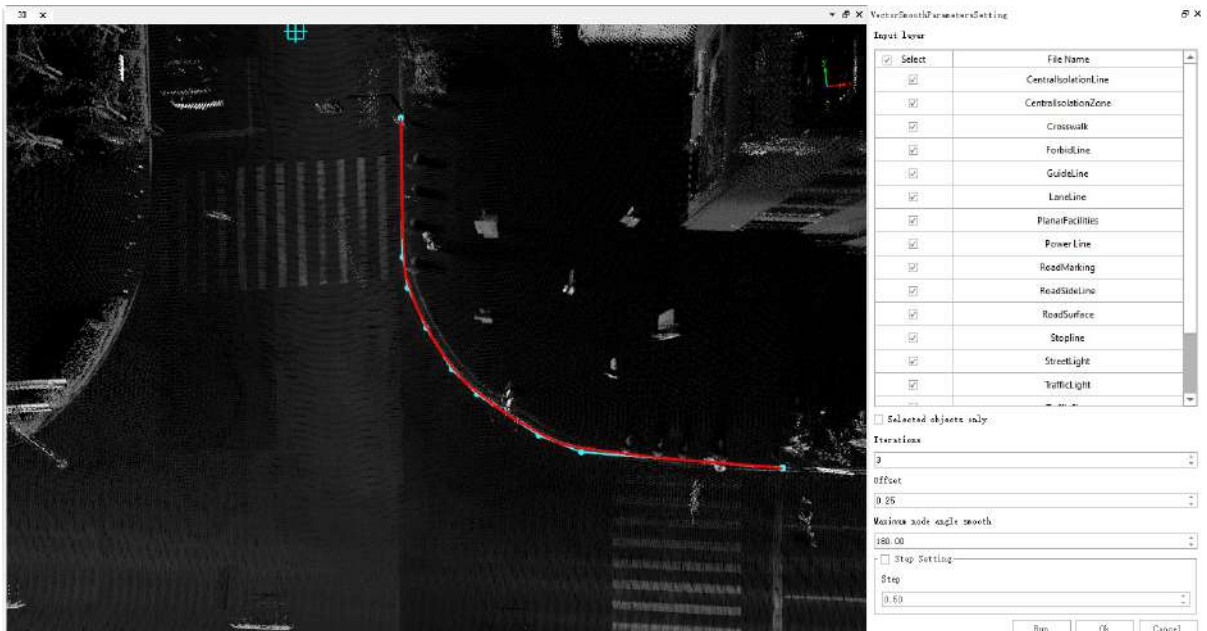 3D
VectorSmoothParametersSetting
Input layer
Select File Name
CentralIsolationLine
CentralIsolationZone
Crosswalk
ForbidLine
GuideLine
LaneLine
PlanarFacilities
Power Line
RoadMarking
RoadSideLine
RoadSurface
Stopline
StreetLight
TrafficLight
Selected objects only
Iterations
3
Offset
0.25
Maximum node angle smooth
180.00
Step Setting
Step
0.50
Run Ok Cancel